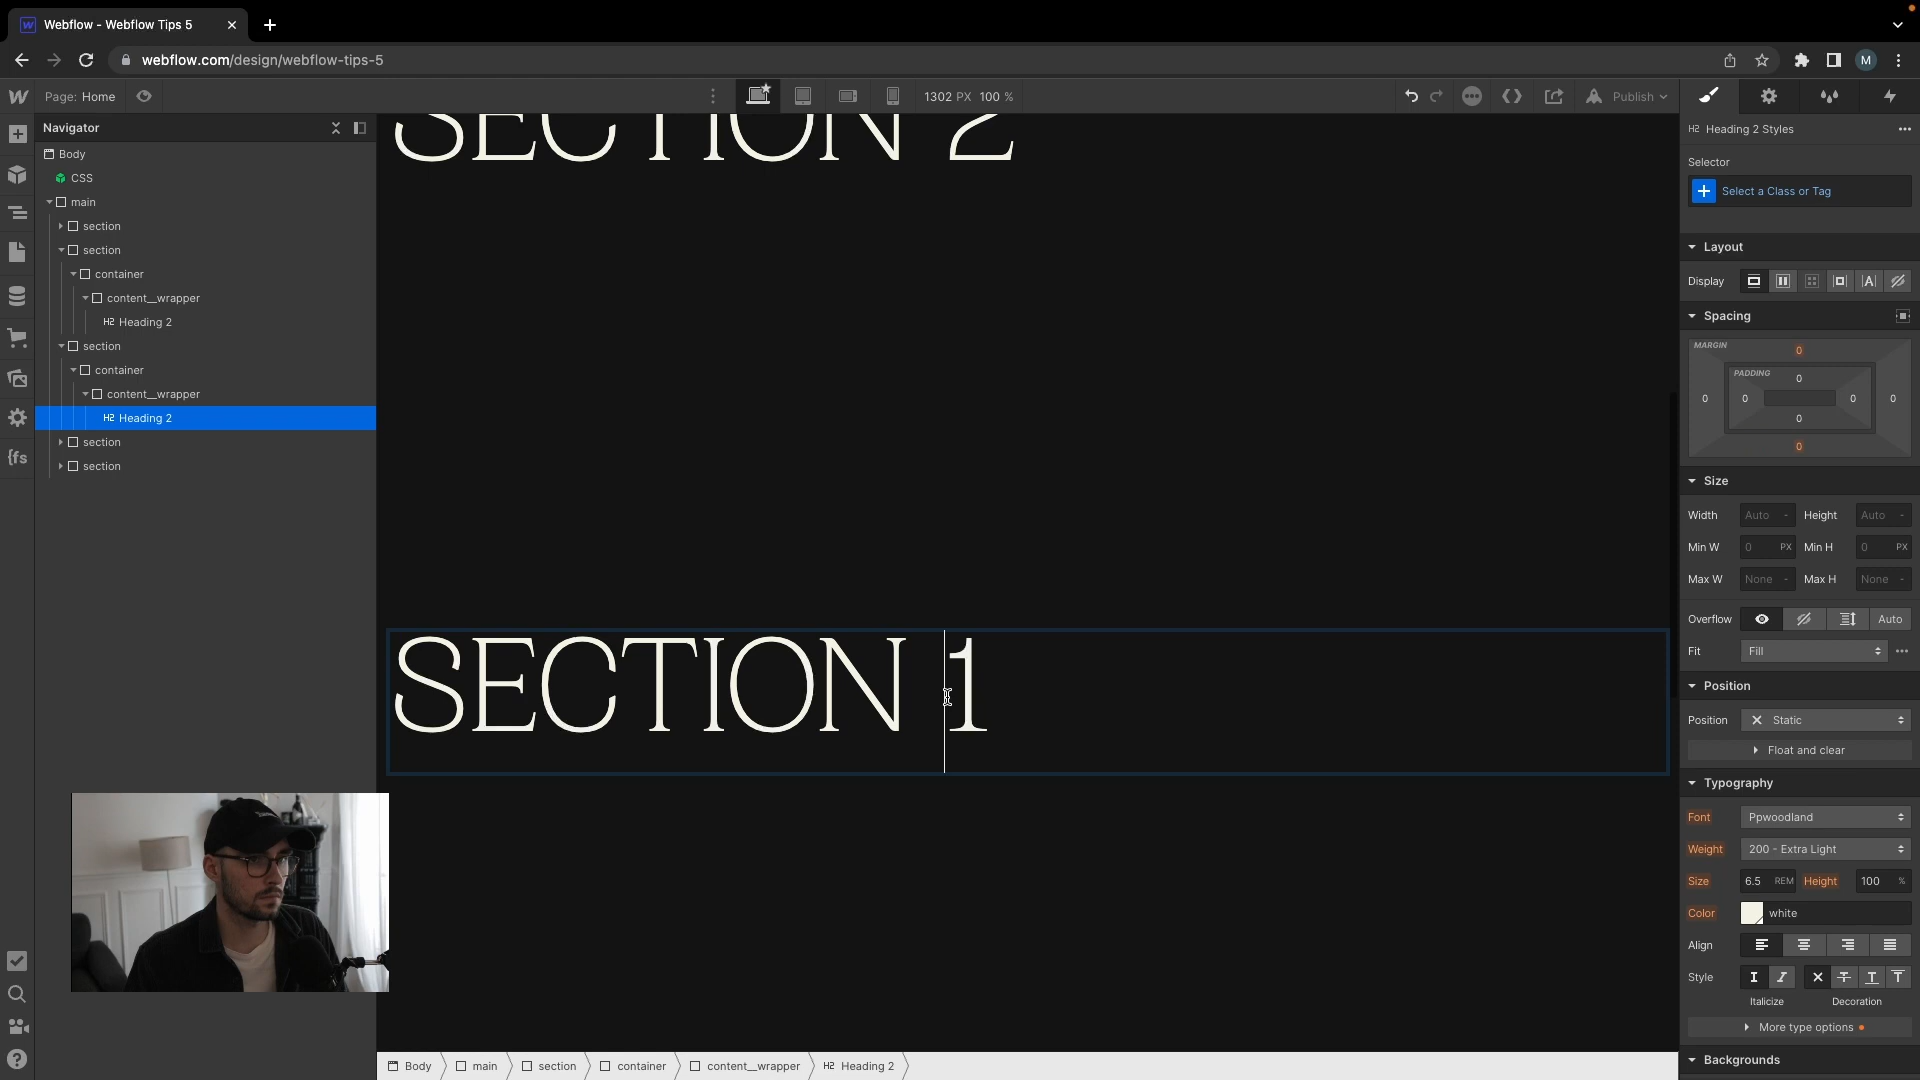 Webflow - Webflow Tips 5
webflow.com/design/webflow-tips-5
M
Page: Home
1302 PX 100 %
Publish
Navigator
Body
CSS
main
section
section
container
content__wrapper
H2 Heading 2
section
container
content__wrapper
H2 Heading 2
section
section
SECTION 2
SECTION 1
Body
main
section
container
content__wrapper
H2 Heading 2
H2 Heading 2 Styles
Selector
Select a Class or Tag
Layout
Display
Spacing
MARGIN
0
PADDING
0
0 0 0 0
0
0
Size
Width Auto - Height Auto -
Min W 0 PX Min H 0 PX
Max W None - Max H None -
Overflow Auto
Fit Fill
Position
Position Static
Float and clear
Typography
Font Ppwoodland
Weight 200 - Extra Light
Size 6.5 REM Height 100 %
Color white
Align
Style
Italicize Decoration
More type options
Backgrounds